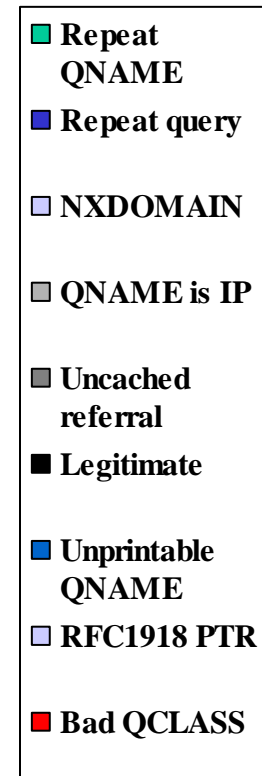 Repeat
QNAME
Repeat query
NXDOMAIN
QNAME is IP
Uncached
referral
Legitimate
Unprintable
QNAME
RFC1918 PTR
Bad QCLASS